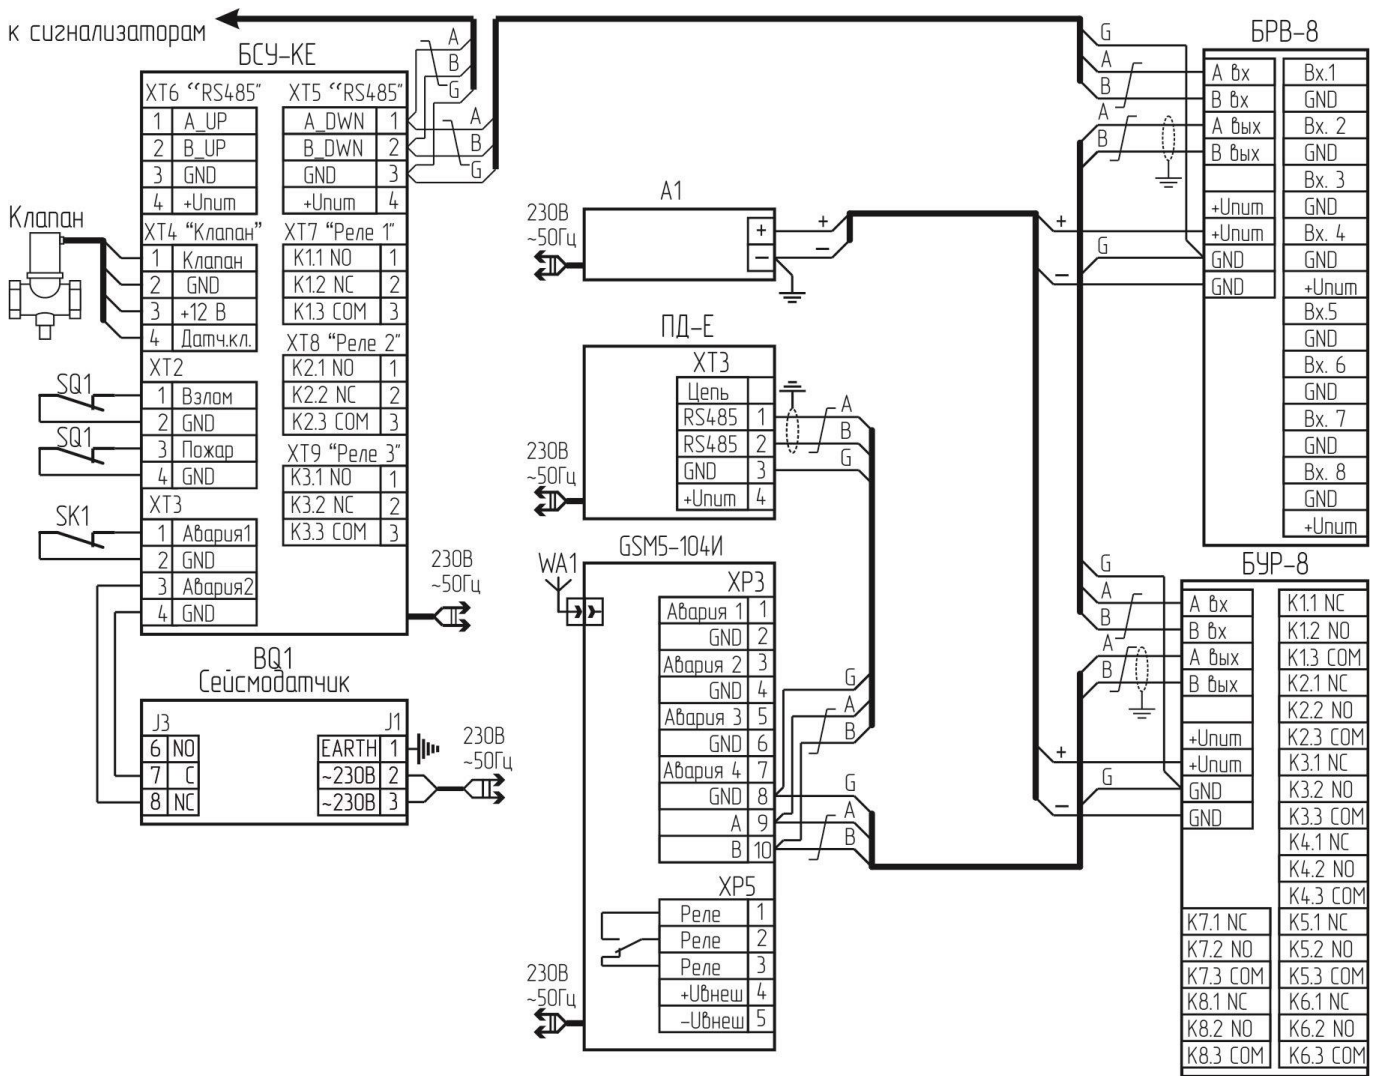 к сигнализаторам
БСУ-КЕ
XT6 “RS485”
1 A_UP
2 B_UP
3 GND
4 +Uпит
XT5 “RS485”
A_DWN 1
B_DWN 2
GND 3
+Uпит 4
A
B
G
A
B
G
Клапан
XT4 “Клапан”
1 Клапан
2 GND
3 +12 В
4 Датч.кл.
XT7 “Реле 1”
K1.1 NO 1
K1.2 NC 2
K1.3 COM 3
XT8 “Реле 2”
K2.1 NO 1
K2.2 NC 2
K2.3 COM 3
XT9 “Реле 3”
K3.1 NO 1
K3.2 NC 2
K3.3 COM 3
XT2
SQ1
1 Взлом
2 GND
SQ1
3 Пожар
4 GND
XT3
SK1
1 Авария1
2 GND
3 Авария2
4 GND
230В
~50Гц
BQ1
Сейсмодатчик
J3
6 NO
7 C
8 NC
J1
EARTH 1
~230В 2
~230В 3
230В
~50Гц
A1
230В
~50Гц
+
−
+
−
ПД-Е
XT3
Цепь
RS485 1
RS485 2
GND 3
+Uпит 4
A
B
G
230В
~50Гц
GSM5-104И
WA1
XP3
Авария 1 1
GND 2
Авария 2 3
GND 4
Авария 3 5
GND 6
Авария 4 7
GND 8
A 9
B 10
G
A
B
G
A
B
XP5
Реле 1
Реле 2
Реле 3
+Uвнеш 4
−Uвнеш 5
230В
~50Гц
БРВ-8
G
A
B
A
B
+
G
−
A вх
B вх
A вых
B вых
+Uпит
+Uпит
GND
GND
Вх.1
GND
Вх. 2
GND
Вх. 3
GND
Вх. 4
GND
+Uпит
Вх.5
GND
Вх. 6
GND
Вх. 7
GND
Вх. 8
GND
+Uпит
БУР-8
G
A
B
A
B
+
G
−
A вх
B вх
A вых
B вых
+Uпит
+Uпит
GND
GND
K1.1 NC
K1.2 NO
K1.3 COM
K2.1 NC
K2.2 NO
K2.3 COM
K3.1 NC
K3.2 NO
K3.3 COM
K4.1 NC
K4.2 NO
K4.3 COM
K7.1 NC
K7.2 NO
K7.3 COM
K8.1 NC
K8.2 NO
K8.3 COM
K5.1 NC
K5.2 NO
K5.3 COM
K6.1 NC
K6.2 NO
K6.3 COM